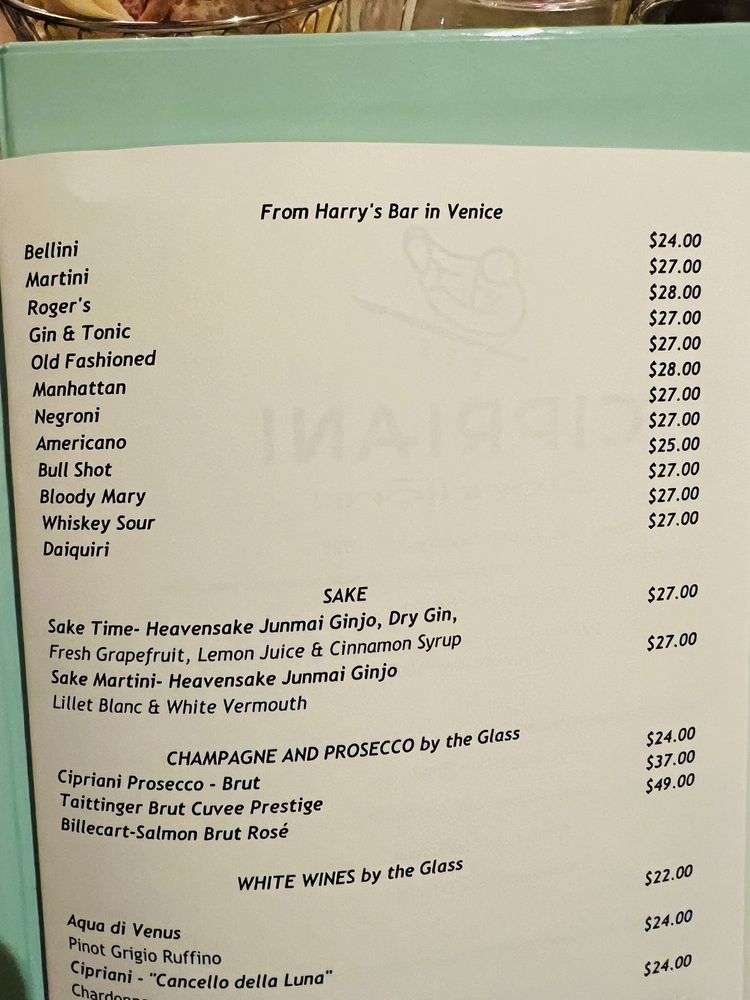 From Harry's Bar in Venice
Bellini $24.00
Martini $27.00
Roger's $28.00
Gin & Tonic $27.00
Old Fashioned $27.00
Manhattan $28.00
Negroni $27.00
Americano $27.00
Bull Shot $25.00
Bloody Mary $27.00
Whiskey Sour $27.00
Daiquiri $27.00
SAKE
Sake Time- Heavensake Junmai Ginjo, Dry Gin, $27.00
Fresh Grapefruit, Lemon Juice & Cinnamon Syrup
Sake Martini- Heavensake Junmai Ginjo $27.00
Lillet Blanc & White Vermouth
CHAMPAGNE AND PROSECCO by the Glass
Cipriani Prosecco - Brut $24.00
Taittinger Brut Cuvee Prestige $37.00
Billecart-Salmon Brut Rosé $49.00
WHITE WINES by the Glass
Aqua di Venus $22.00
Pinot Grigio Ruffino
Cipriani - "Cancello della Luna" $24.00
$24.00
CIPRIANI